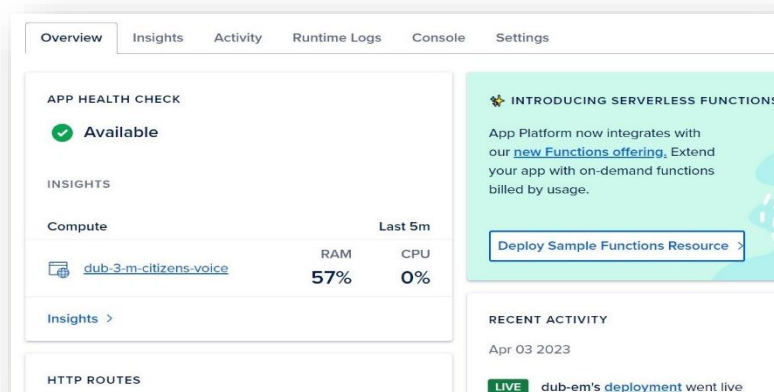 Overview Insights Activity Runtime Logs Console Settings
APP HEALTH CHECK
Available
INSIGHTS
Compute Last 5m
RAM CPU
dub-3-m-citizens-voice
57% 0%
Insights >
HTTP ROUTES
INTRODUCING SERVERLESS FUNCTIONS
App Platform now integrates with
our new Functions offering. Extend
your app with on-demand functions
billed by usage.
Deploy Sample Functions Resource >
RECENT ACTIVITY
Apr 03 2023
LIVE dub-em's deployment went live